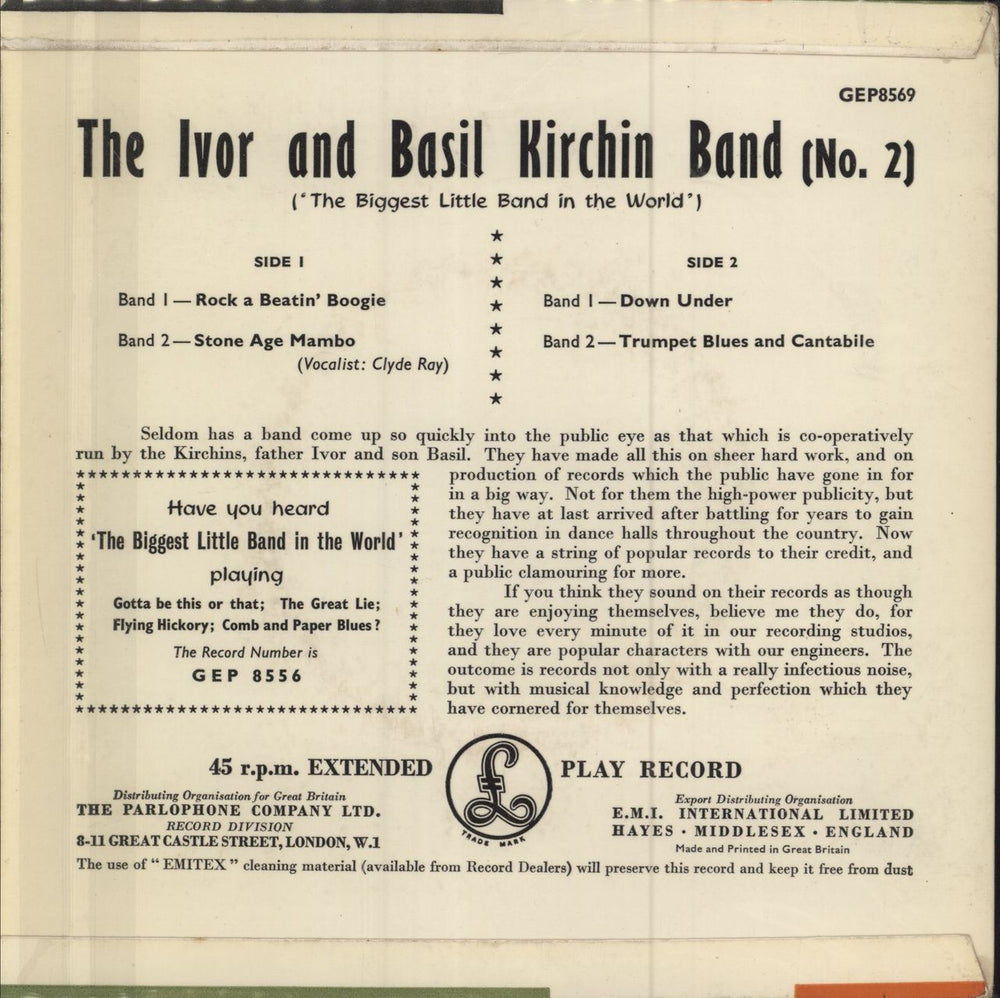 GEP8569
The Ivor and Basil Kirchin Band (No. 2)
(‘The Biggest Little Band in the World’)
SIDE 1
Band 1—Rock a Beatin’ Boogie
Band 2—Stone Age Mambo
(Vocalist: Clyde Ray)
SIDE 2
Band 1—Down Under
Band 2—Trumpet Blues and Cantabile
Seldom has a band come up so quickly into the public eye as that which is co-operatively
run by the Kirchins, father Ivor and son Basil. They have made all this on sheer hard work, and on
production of records which the public have gone in for
in a big way. Not for them the high-power publicity, but
they have at last arrived after battling for years to gain
recognition in dance halls throughout the country. Now
they have a string of popular records to their credit, and
a public clamouring for more.
If you think they sound on their records as though
they are enjoying themselves, believe me they do, for
they love every minute of it in our recording studios,
and they are popular characters with our engineers. The
outcome is records not only with a really infectious noise,
but with musical knowledge and perfection which they
have cornered for themselves.
Have you heard
‘The Biggest Little Band in the World’
playing
Gotta be this or that; The Great Lie;
Flying Hickory; Comb and Paper Blues?
The Record Number is
GEP 8556
45 r.p.m. EXTENDED PLAY RECORD
£
TRADE MARK
Distributing Organisation for Great Britain
THE PARLOPHONE COMPANY LTD.
RECORD DIVISION
8-11 GREAT CASTLE STREET, LONDON, W.1
Export Distributing Organisation
E.M.I. INTERNATIONAL LIMITED
HAYES · MIDDLESEX · ENGLAND
Made and Printed in Great Britain
The use of “ EMITEX ” cleaning material (available from Record Dealers) will preserve this record and keep it free from dust